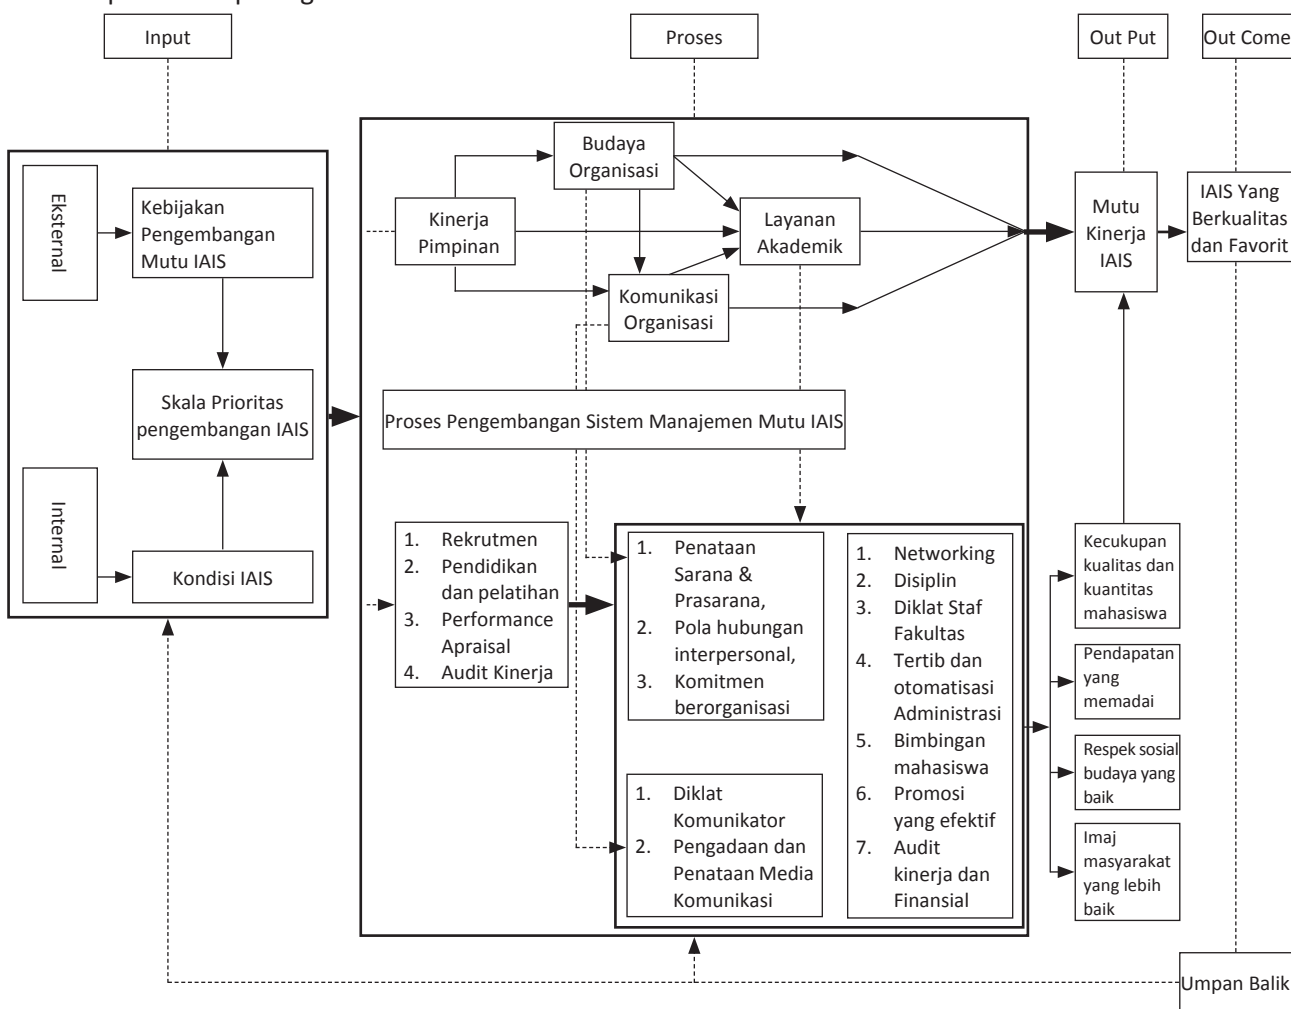 Input
Proses
Out Put
Out Come
Eksternal
Kebijakan
Pengembangan
Mutu IAIS
Skala Prioritas
pengembangan IAIS
Internal
Kondisi IAIS
Budaya
Organisasi
Kinerja
Pimpinan
Layanan
Akademik
Komunikasi
Organisasi
Mutu
Kinerja
IAIS
IAIS Yang
Berkualitas
dan Favorit
Proses Pengembangan Sistem Manajemen Mutu IAIS
1. Rekrutmen
2. Pendidikan
dan pelatihan
3. Performance
Apraisal
4. Audit Kinerja
1. Penataan
Sarana &
Prasarana,
2. Pola hubungan
interpersonal,
3. Komitmen
berorganisasi
1. Diklat
Komunikator
2. Pengadaan dan
Penataan Media
Komunikasi
1. Networking
2. Disiplin
3. Diklat Staf
Fakultas
4. Tertib dan
otomatisasi
Administrasi
5. Bimbingan
mahasiswa
6. Promosi
yang efektif
7. Audit
kinerja dan
Finansial
Kecukupan
kualitas dan
kuantitas
mahasiswa
Pendapatan
yang
memadai
Respek sosial
budaya yang
baik
Imaj
masyarakat
yang lebih
baik
Umpan Balik